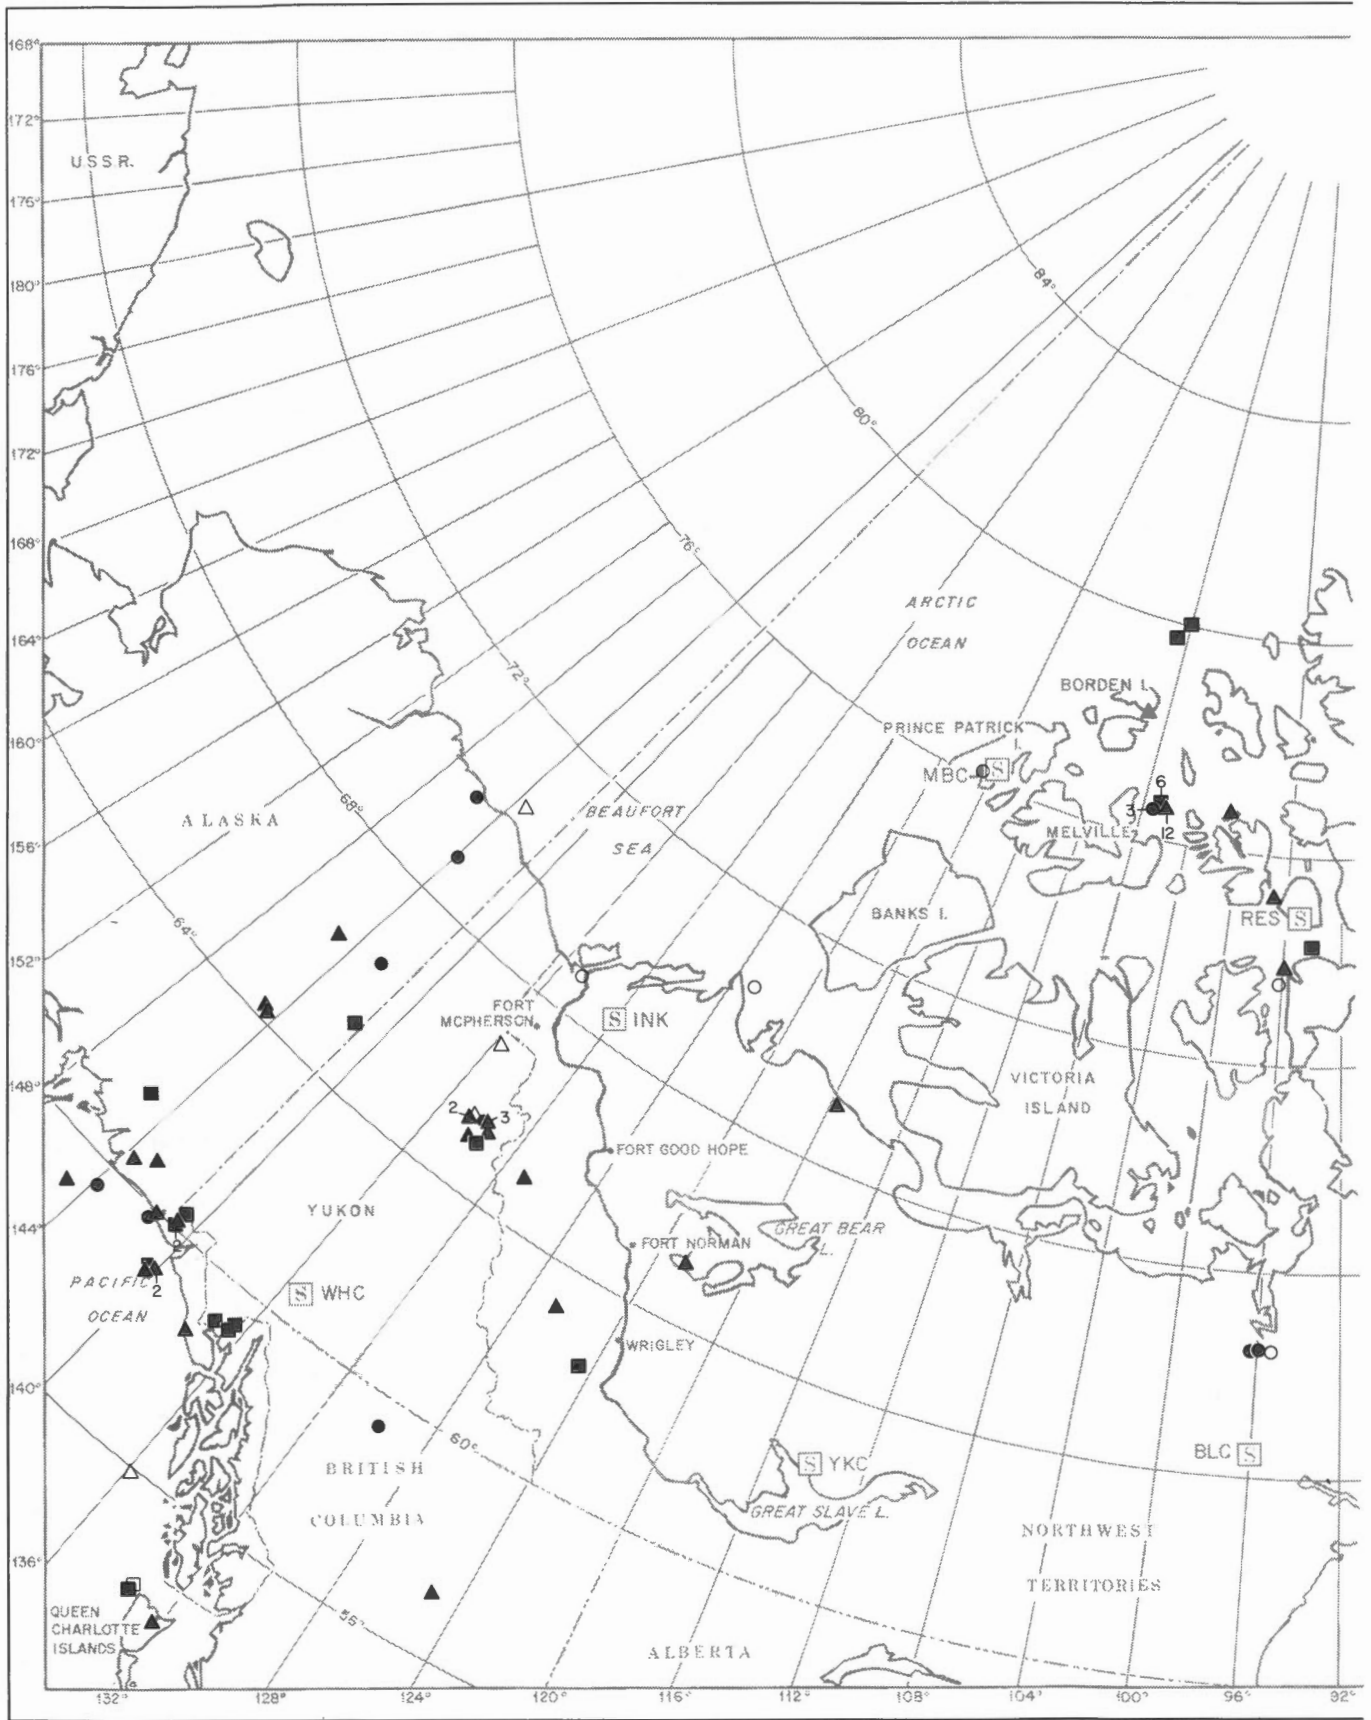 168°
172°
U.S.S.R.
176°
180°
84°
176°
80°
172°
168°
76°
ARCTIC
OCEAN
164°
72°
BORDEN I.
PRINCE PATRICK
I.
160°
MBC
S
6
3
12
68°
ALASKA
BEAUFORT
SEA
MELVILLE
156°
64°
BANKS I.
RES
S
152°
FORT
MCPHERSON
S
INK
148°
VICTORIA
ISLAND
2
3
FORT GOOD HOPE
YUKON
144°
2
GREAT BEAR
L.
FORT NORMAN
PACIFIC
2
OCEAN
S
WHC
WRIGLEY
140°
60°
BLC
S
BRITISH
S
YKC
COLUMBIA
GREAT SLAVE L.
NORTHWEST
136°
TERRITORIES
QUEEN
CHARLOTTE
ISLANDS
56°
ALBERTA
132°
128°
124°
120°
116°
112°
108°
104°
100°
96°
92°